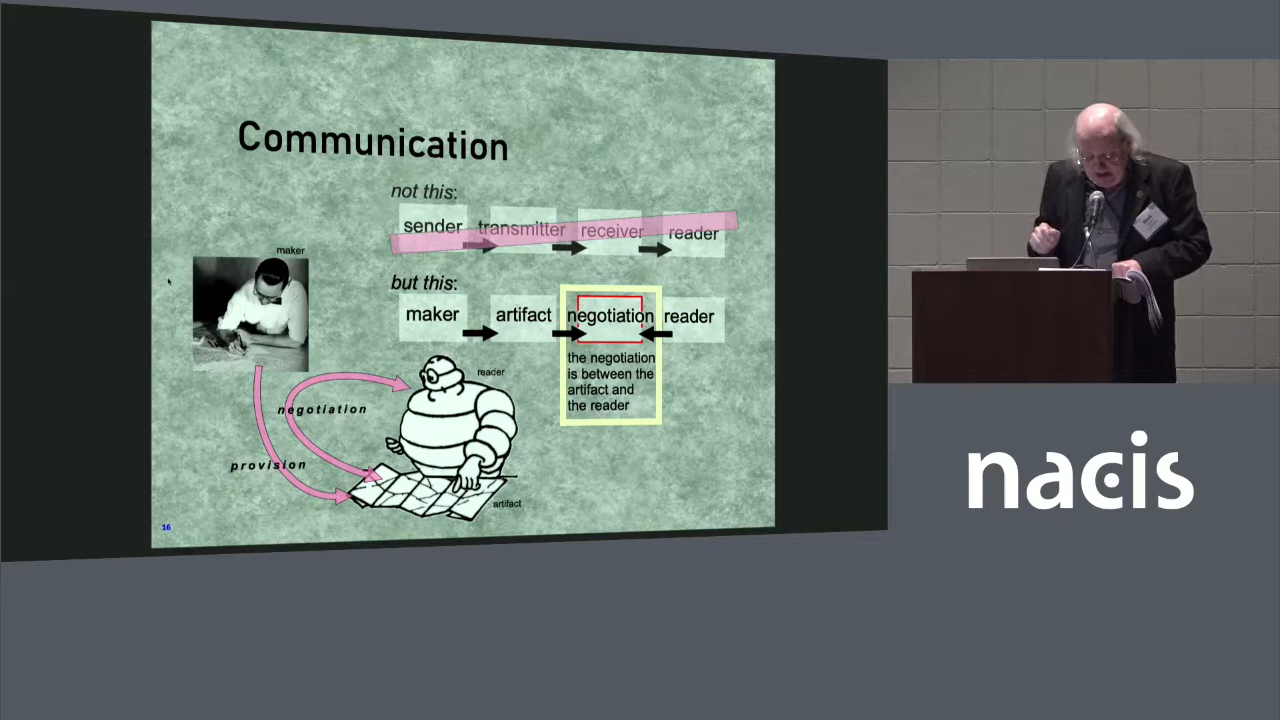 Communication
not this:
sender transmitter receiver reader
but this:
maker artifact negotiation reader
the negotiation
is between the
artifact and
the reader
maker
reader
negotiation
provision
artifact
16
nacis